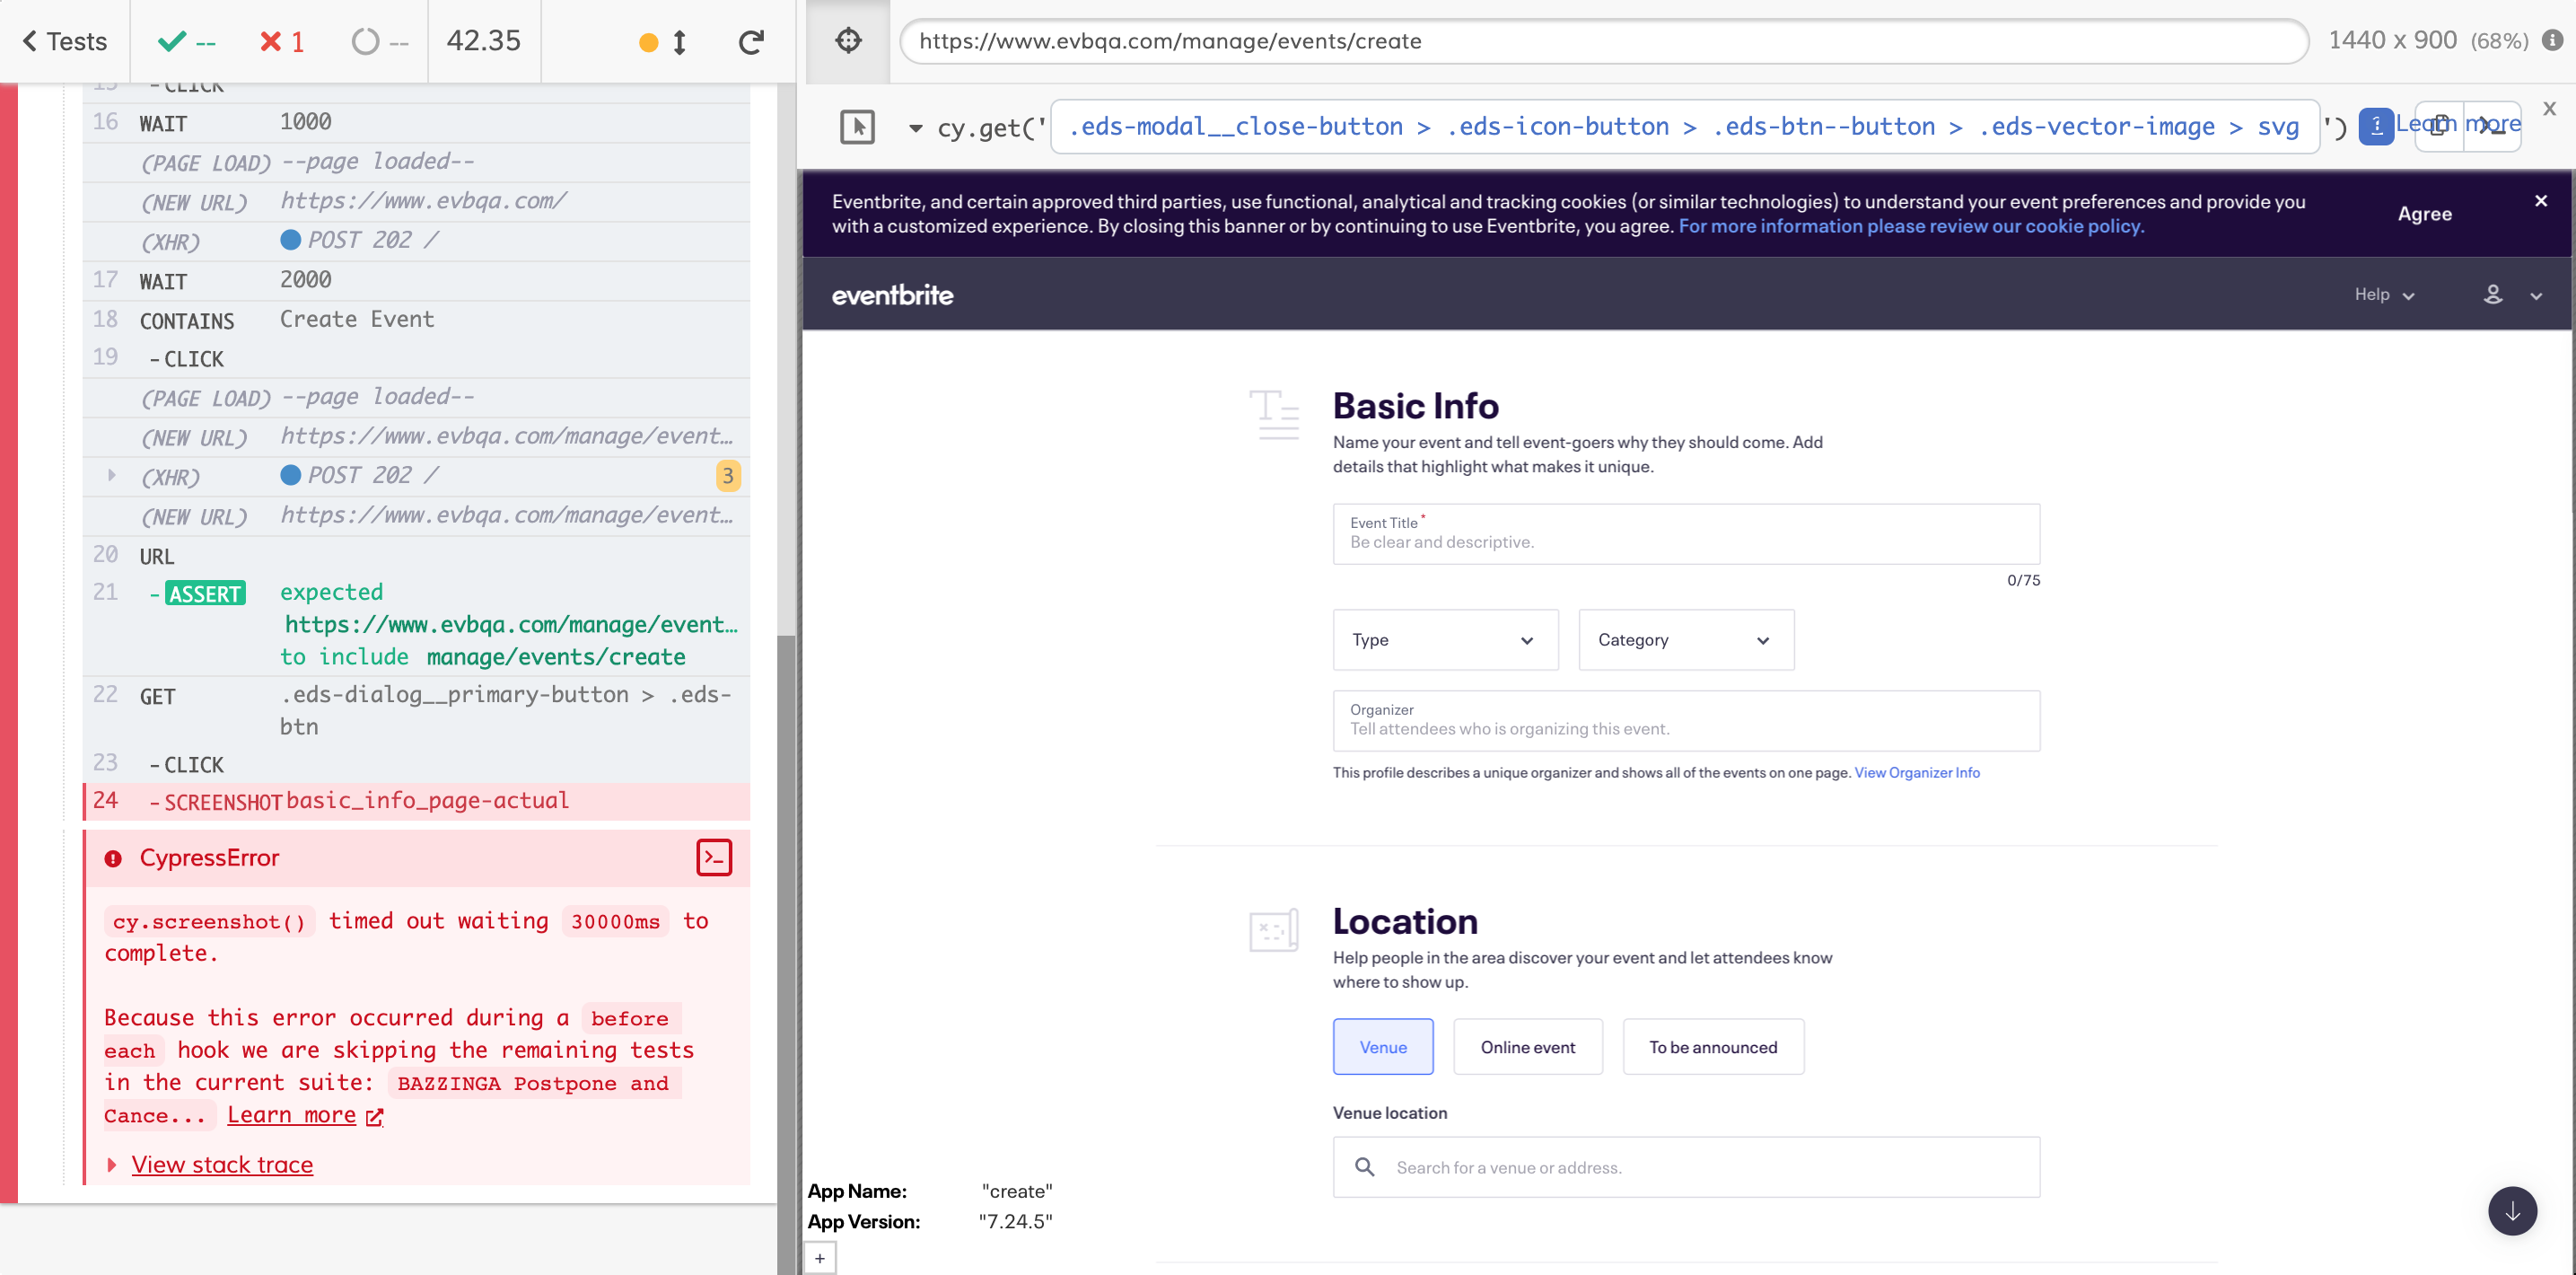 Tests
--
1
--
42.35
15 -CLICK
16 WAIT 1000
(PAGE LOAD) --page loaded--
(NEW URL) https://www.evbqa.com/
(XHR) POST 202 /
17 WAIT 2000
18 CONTAINS Create Event
19 -CLICK
(PAGE LOAD) --page loaded--
(NEW URL) https://www.evbqa.com/manage/event…
(XHR) POST 202 / 3
(NEW URL) https://www.evbqa.com/manage/event…
20 URL
21 -ASSERT expected
https://www.evbqa.com/manage/event…
to include manage/events/create
22 GET .eds-dialog__primary-button > .eds-
btn
23 -CLICK
24 -SCREENSHOT basic_info_page-actual
CypressError
cy.screenshot() timed out waiting 30000ms to
complete.
Because this error occurred during a before
each hook we are skipping the remaining tests
in the current suite: BAZZINGA Postpone and
Cance... Learn more
View stack trace
https://www.evbqa.com/manage/events/create
1440 x 900 (68%)
cy.get(' .eds-modal__close-button > .eds-icon-button > .eds-btn--button > .eds-vector-image > svg ') 1 Learn more
x
Eventbrite, and certain approved third parties, use functional, analytical and tracking cookies (or similar technologies) to understand your event preferences and provide you
with a customized experience. By closing this banner or by continuing to use Eventbrite, you agree. For more information please review our cookie policy.
Agree
eventbrite
Help
Basic Info
Name your event and tell event-goers why they should come. Add
details that highlight what makes it unique.
Event Title *
Be clear and descriptive.
0/75
Type
Category
Organizer
Tell attendees who is organizing this event.
This profile describes a unique organizer and shows all of the events on one page. View Organizer Info
Location
Help people in the area discover your event and let attendees know
where to show up.
Venue
Online event
To be announced
Venue location
Search for a venue or address.
App Name: "create"
App Version: "7.24.5"
+